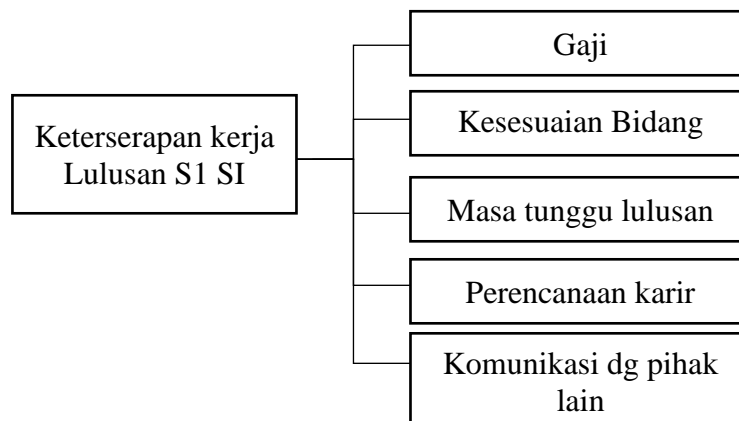 Gaji
Keterserapan kerja
Lulusan S1 SI
Kesesuaian Bidang
Masa tunggu lulusan
Perencanaan karir
Komunikasi dg pihak
lain